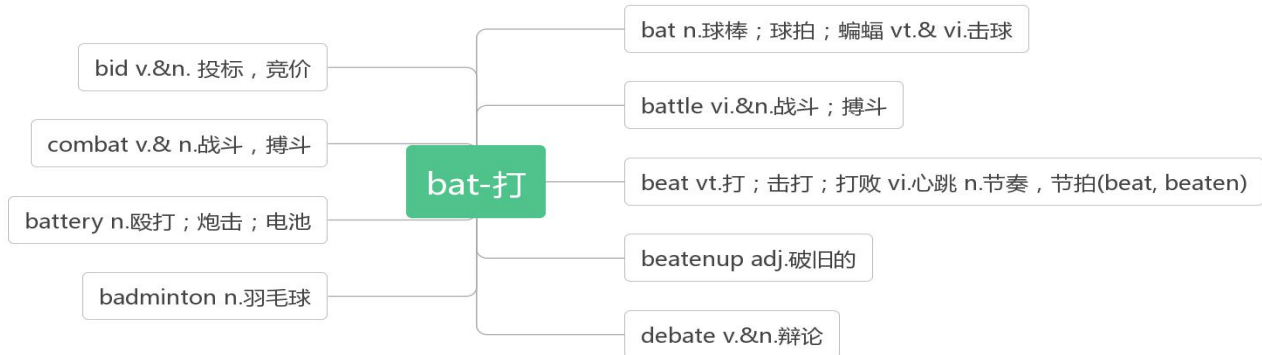 bat-打
bat n.球棒；球拍；蝙蝠 vt.& vi.击球
battle vi.&n.战斗；搏斗
beat vt.打；击打；打败 vi.心跳 n.节奏，节拍(beat, beaten)
beatenup adj.破旧的
debate v.&n.辩论
bid v.&n. 投标，竞价
combat v.& n.战斗，搏斗
battery n.殴打；炮击；电池
badminton n.羽毛球